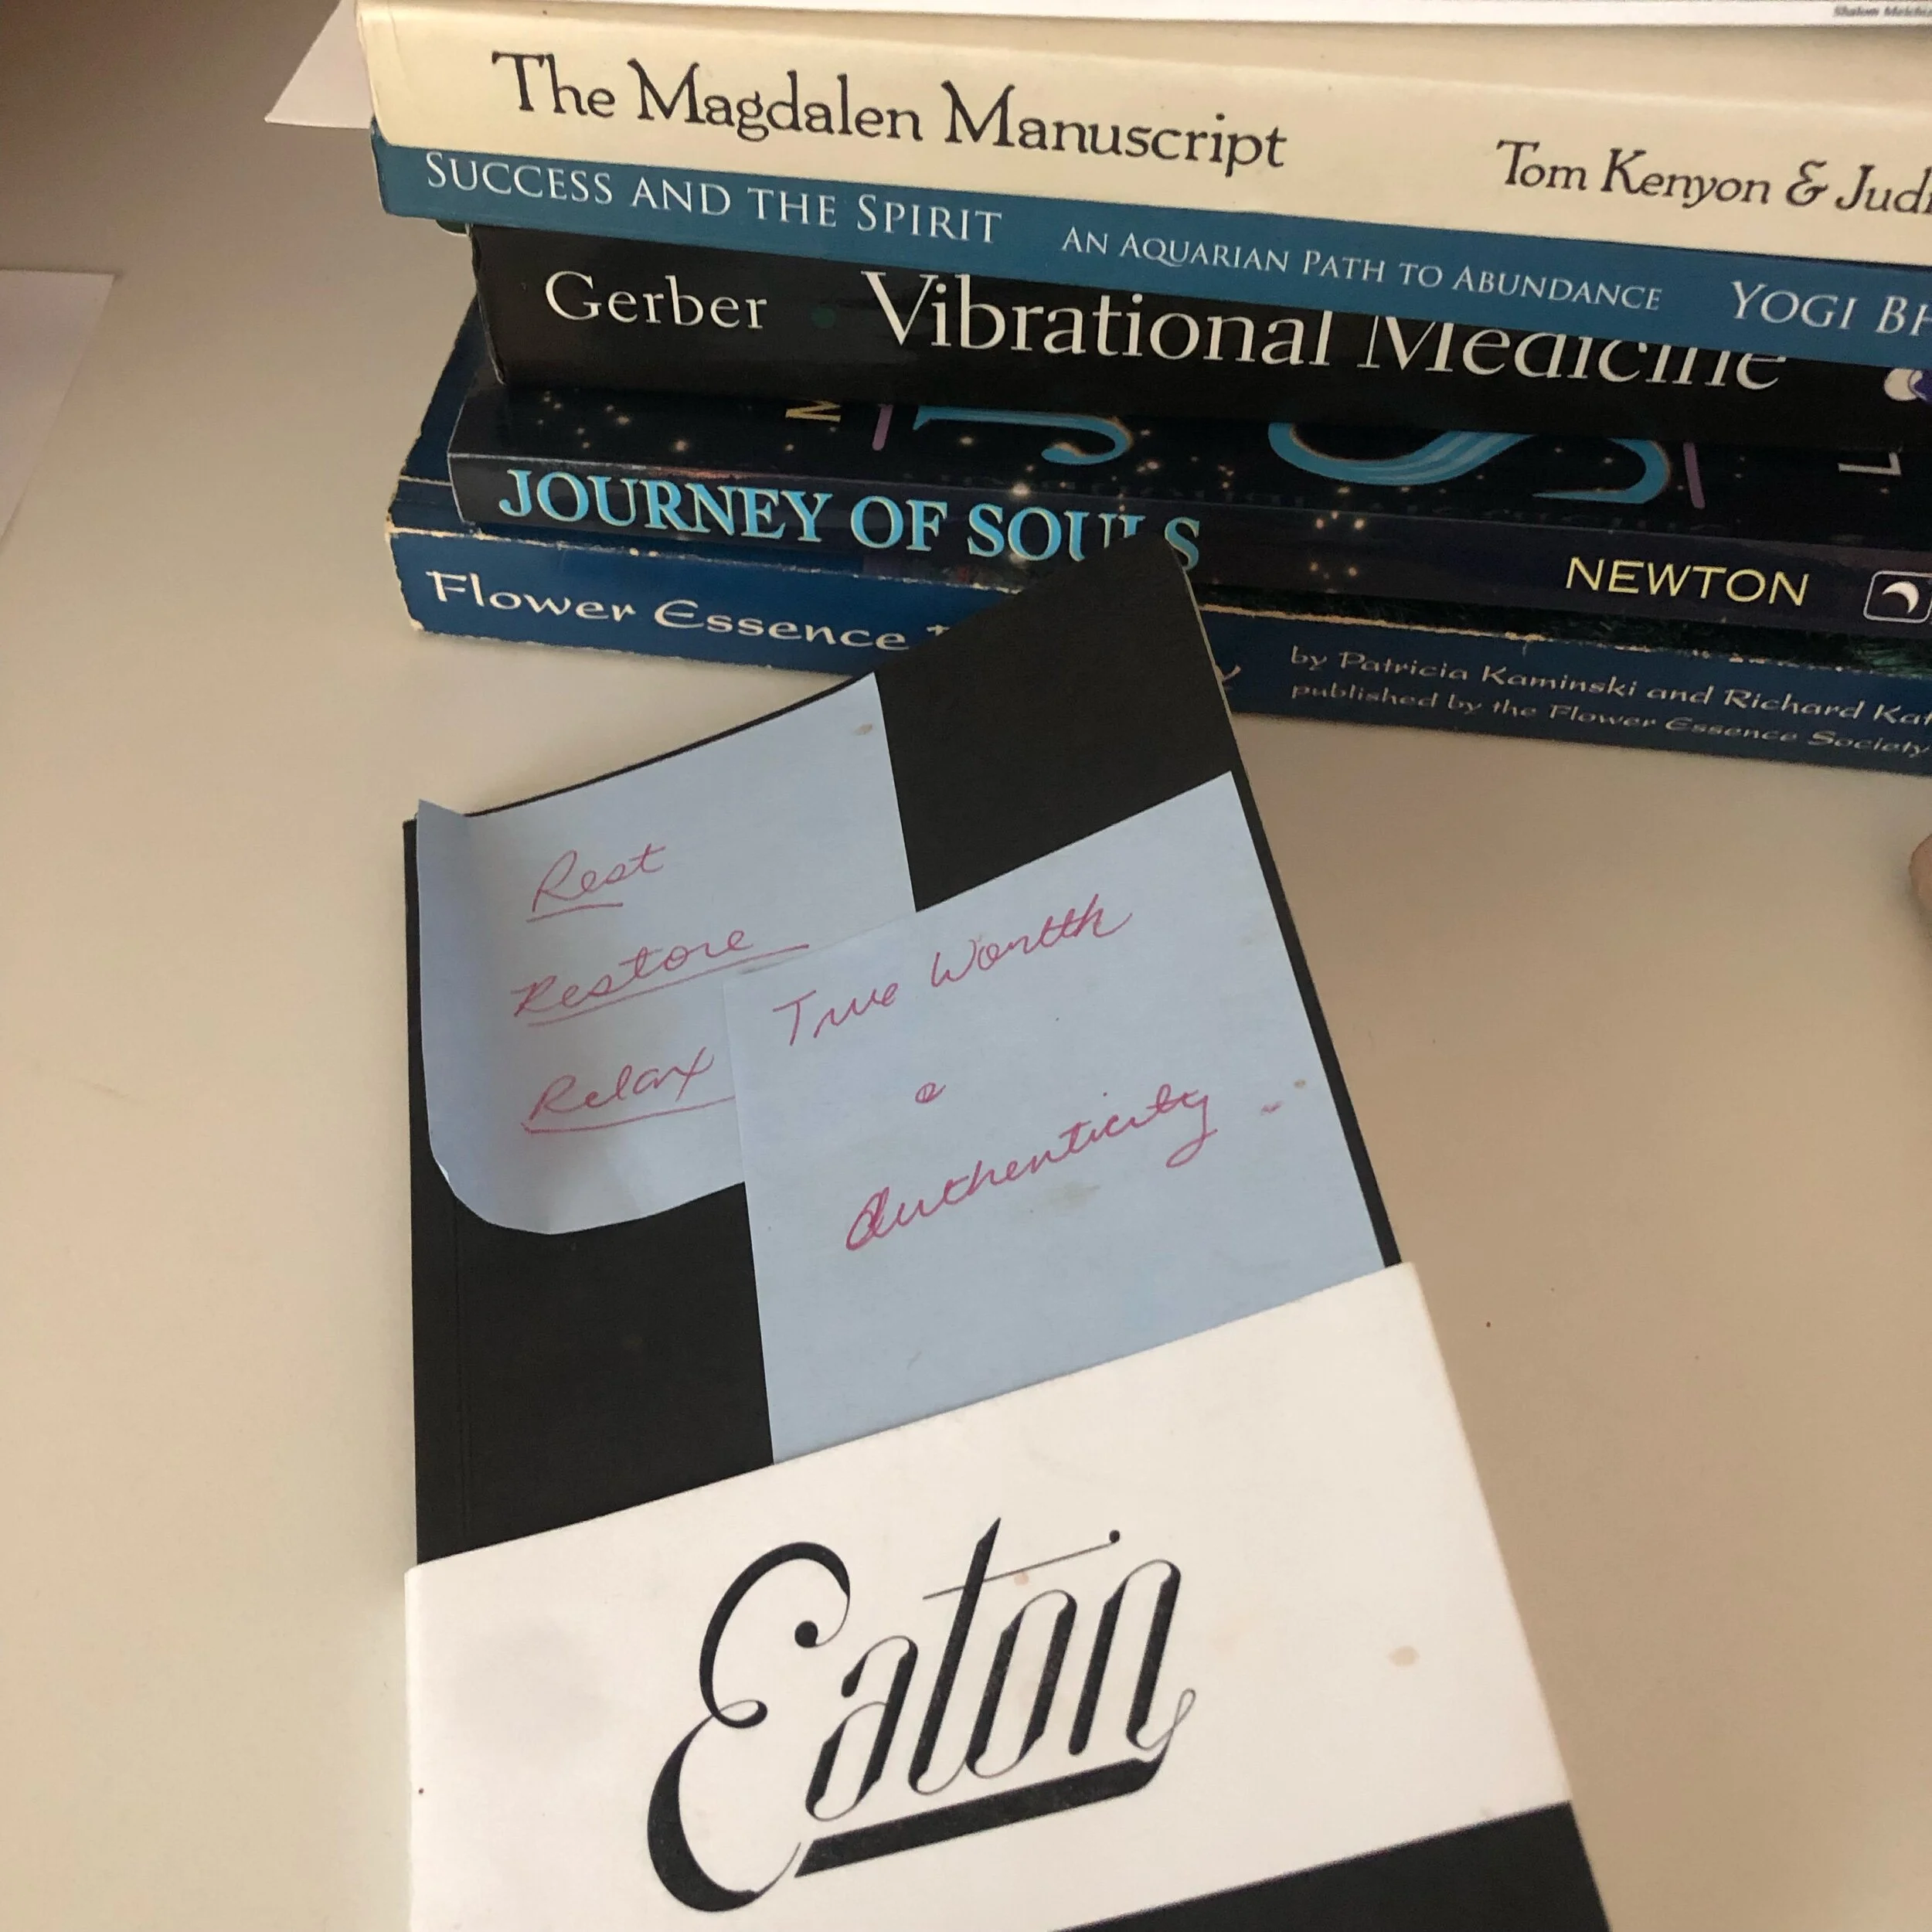 The Magdalen Manuscript Tom Kenyon & Judi
SUCCESS AND THE SPIRIT AN AQUARIAN PATH TO ABUNDANCE YOGI BH
Gerber Vibrational Medicine
JOURNEY OF SOULS NEWTON
Flower Essence
by Patricia Kaminski and Richard Kat
published by the Flower Essence Society
Rest
Restore
Relax
True Wortth
Authenticity
Eaton